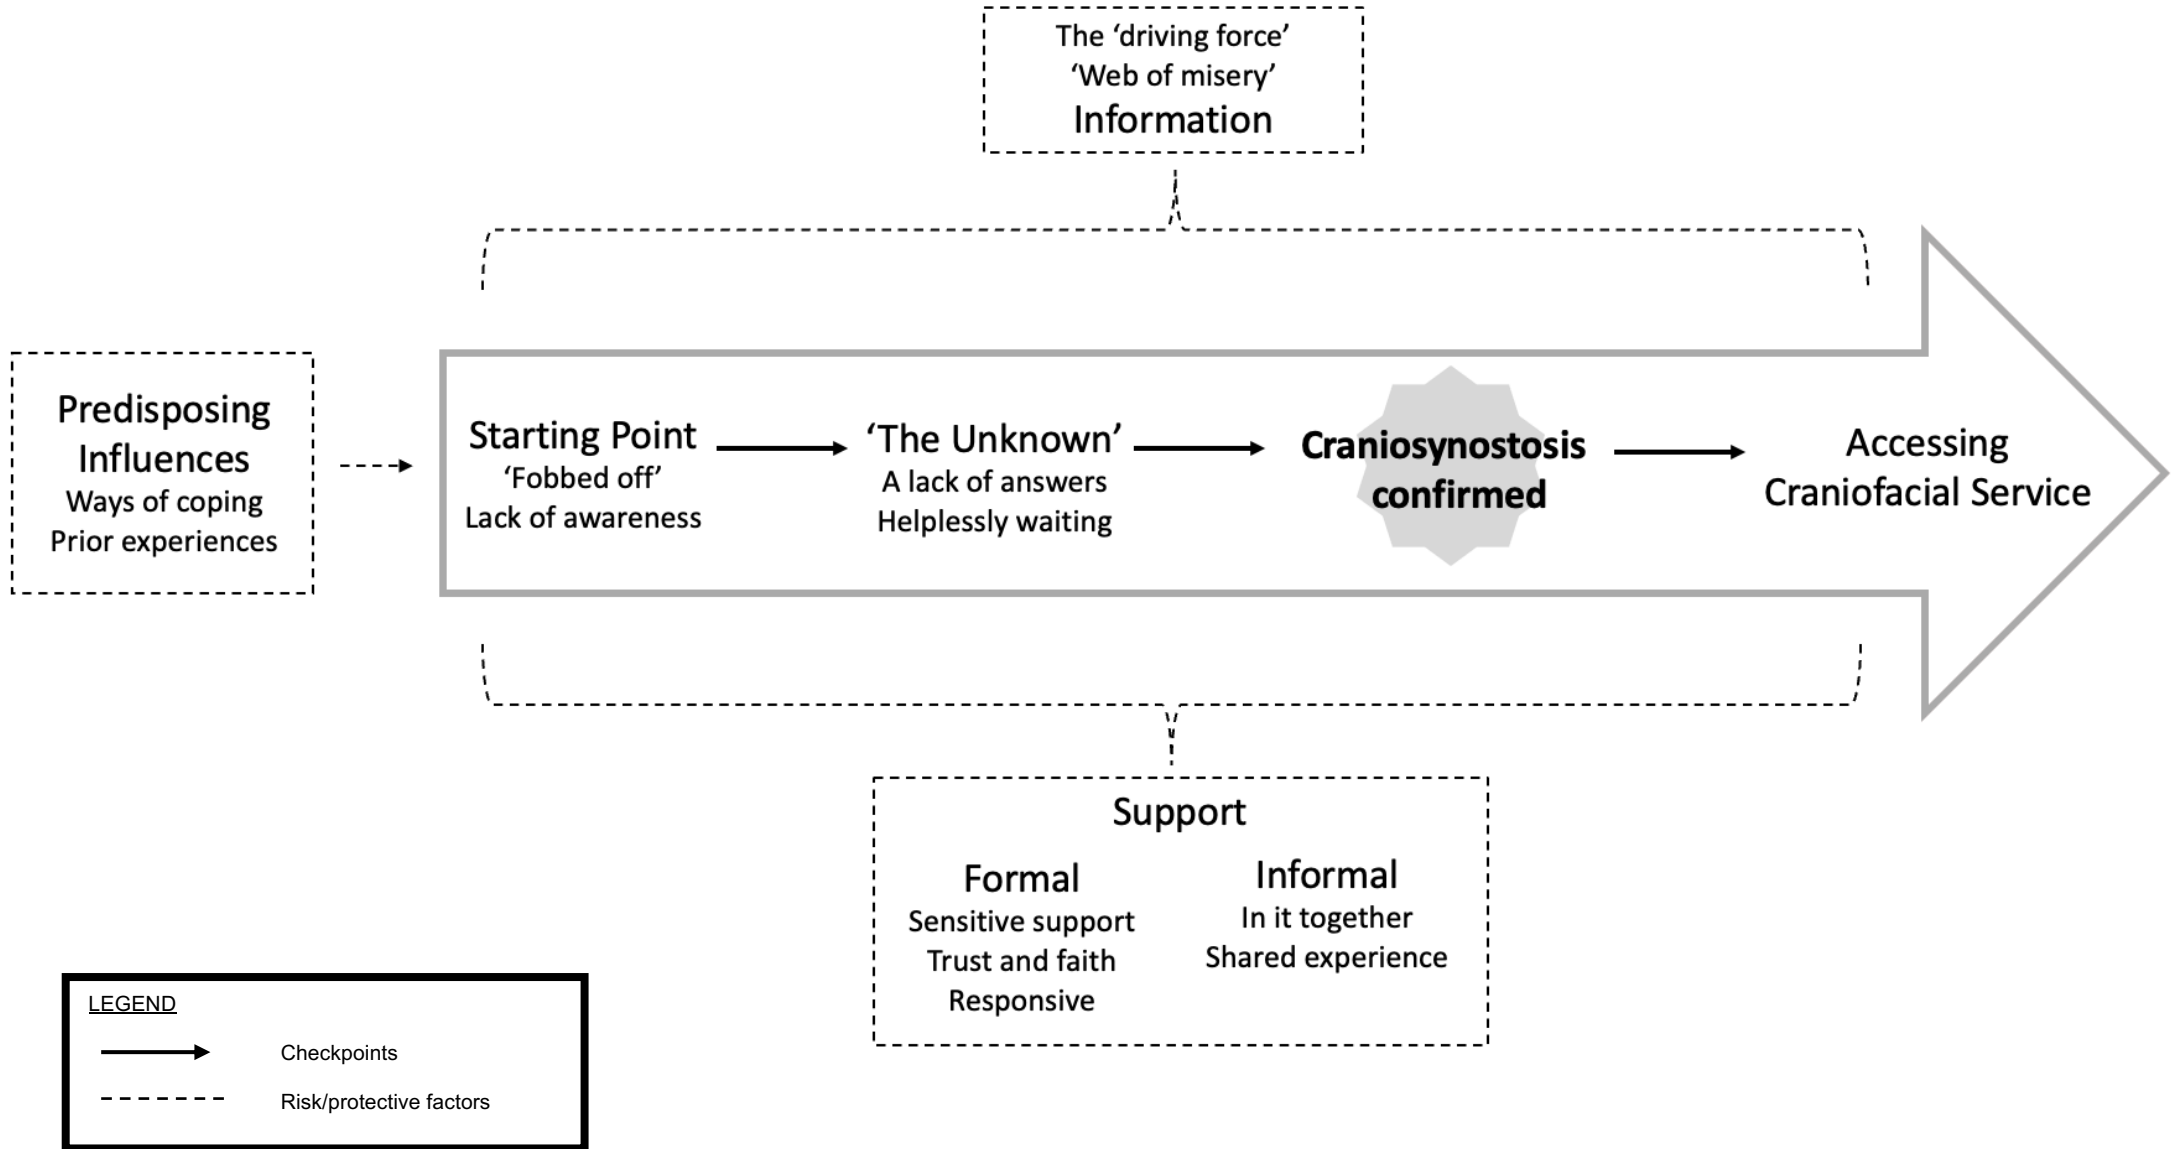 The ‘driving force’
‘Web of misery’
Information
Predisposing
Influences
Ways of coping
Prior experiences
Starting Point
‘Fobbed off’
Lack of awareness
‘The Unknown’
A lack of answers
Helplessly waiting
Craniosynostosis
confirmed
Accessing
Craniofacial Service
Support
Formal
Sensitive support
Trust and faith
Responsive
Informal
In it together
Shared experience
LEGEND
Checkpoints
Risk/protective factors